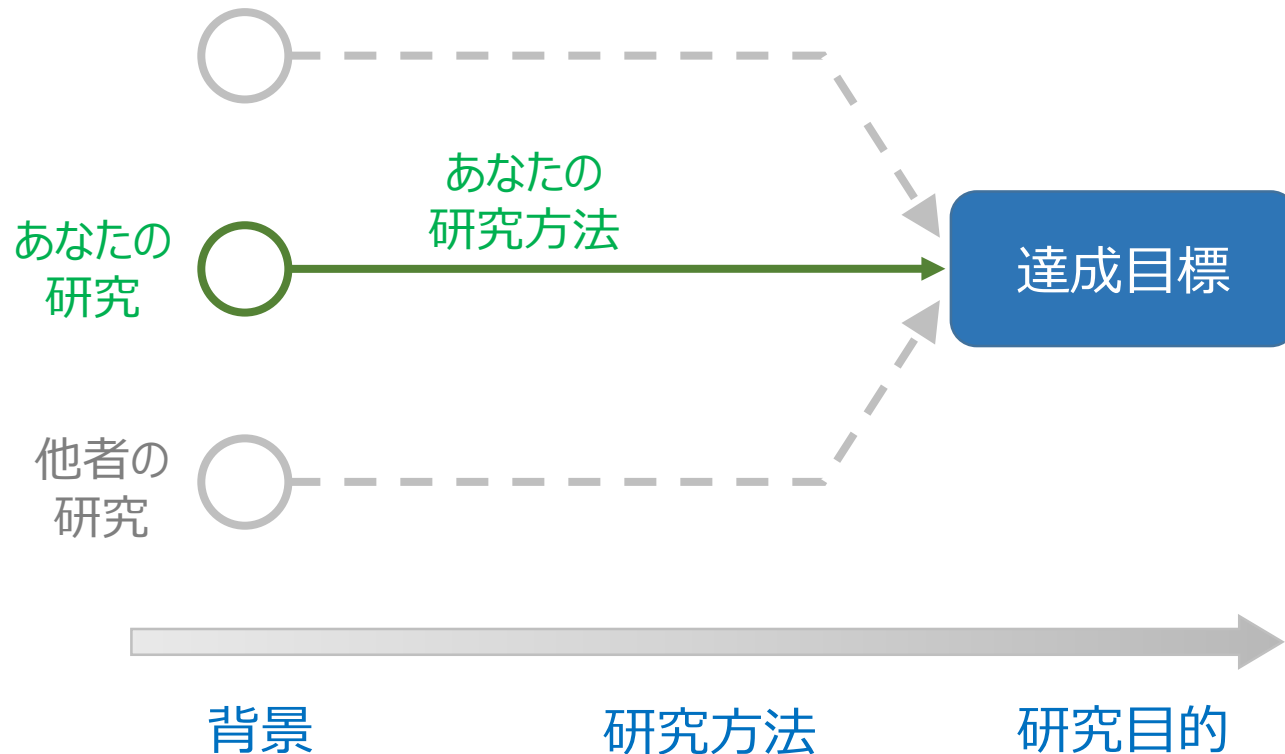 あなたの
研究方法
あなたの
研究
達成目標
他者の
研究
背景
研究方法
研究目的